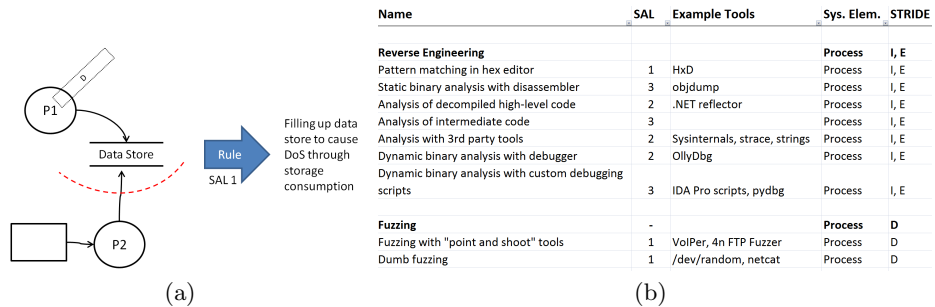 D
P1
Data Store
P2
Rule
SAL 1
Filling up data
store to cause
DoS through
storage
consumption
(a)
Name SAL Example Tools Sys. Elem. STRIDE
Reverse Engineering Process I, E
Pattern matching in hex editor 1 HxD Process I, E
Static binary analysis with disassembler 3 objdump Process I, E
Analysis of decompiled high-level code 2 .NET reflector Process I, E
Analysis of intermediate code 3 Process I, E
Analysis with 3rd party tools 2 Sysinternals, strace, strings Process I, E
Dynamic binary analysis with debugger 2 OllyDbg Process I, E
Dynamic binary analysis with custom debugging
scripts 3 IDA Pro scripts, pydbg Process I, E
Fuzzing - Process D
Fuzzing with "point and shoot" tools 1 VoIPer, 4n FTP Fuzzer Process D
Dumb fuzzing 1 /dev/random, netcat Process D
(b)